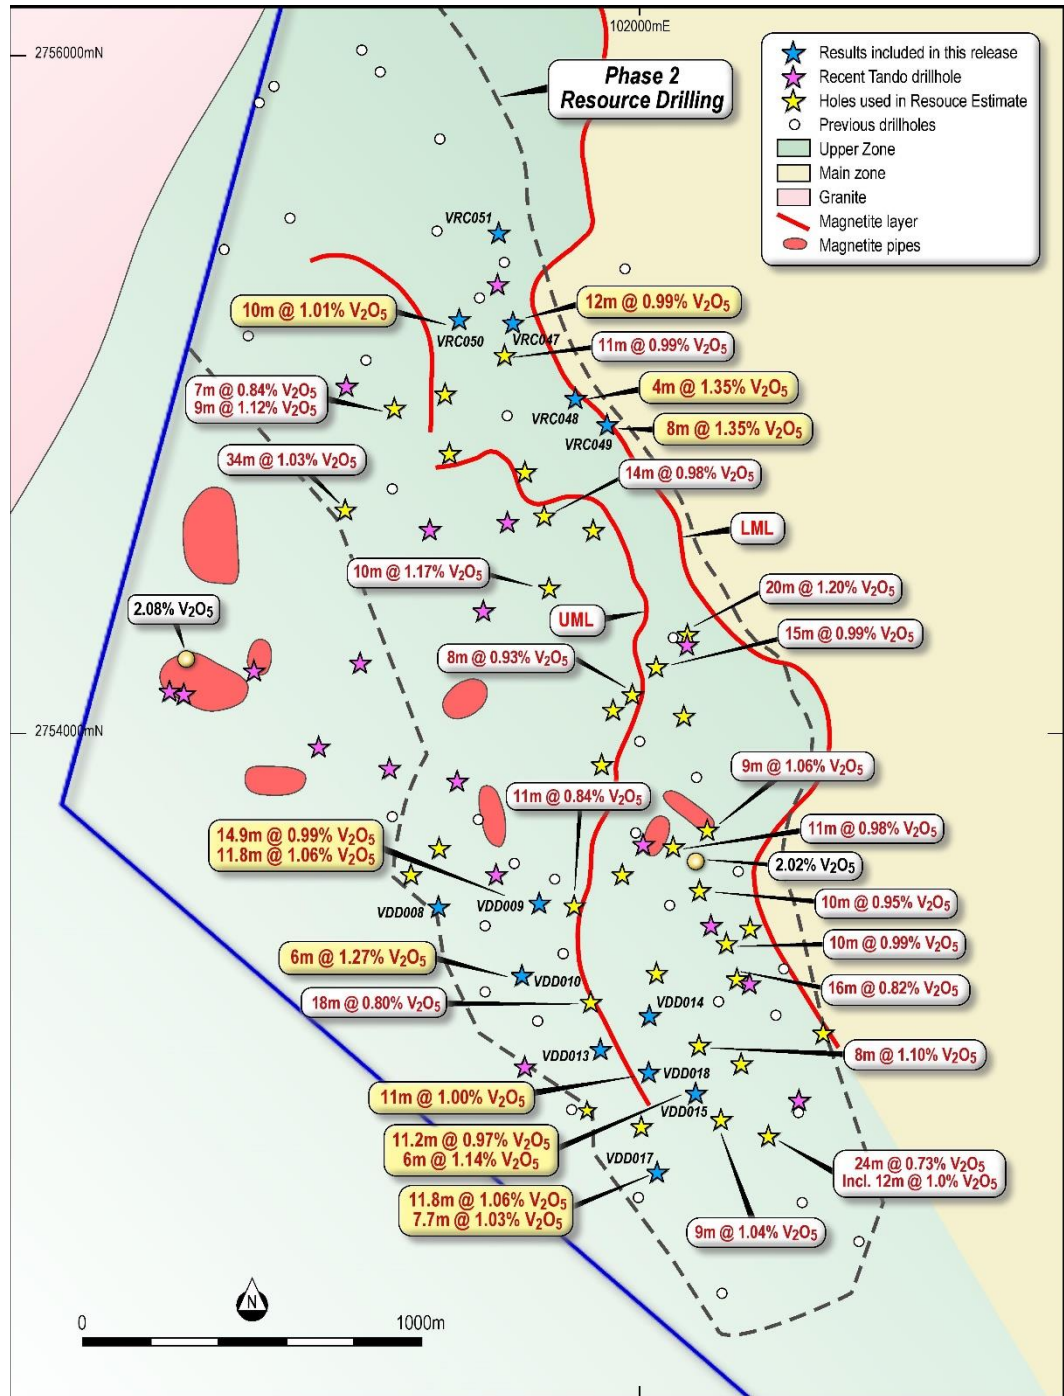 102000mE
2756000mN
Results included in this release
Recent Tando drillhole
Holes used in Resouce Estimate
Previous drillholes
Upper Zone
Main zone
Granite
Magnetite layer
Magnetite pipes
Phase 2
Resource Drilling
VRC051
10m @ 1.01% V₂O₅
12m @ 0.99% V₂O₅
VRC050
VRC047
11m @ 0.99% V₂O₅
7m @ 0.84% V₂O₅
9m @ 1.12% V₂O₅
4m @ 1.35% V₂O₅
VRC048
VRC049
8m @ 1.35% V₂O₅
34m @ 1.03% V₂O₅
14m @ 0.98% V₂O₅
LML
10m @ 1.17% V₂O₅
20m @ 1.20% V₂O₅
2.08% V₂O₅
UML
15m @ 0.99% V₂O₅
8m @ 0.93% V₂O₅
2754000mN
9m @ 1.06% V₂O₅
11m @ 0.84% V₂O₅
14.9m @ 0.99% V₂O₅
11.8m @ 1.06% V₂O₅
11m @ 0.98% V₂O₅
2.02% V₂O₅
VDD008
VDD009
10m @ 0.95% V₂O₅
10m @ 0.99% V₂O₅
6m @ 1.27% V₂O₅
VDD010
16m @ 0.82% V₂O₅
18m @ 0.80% V₂O₅
VDD014
VDD013
8m @ 1.10% V₂O₅
VDD018
11m @ 1.00% V₂O₅
VDD015
11.2m @ 0.97% V₂O₅
6m @ 1.14% V₂O₅
VDD017
24m @ 0.73% V₂O₅
Incl. 12m @ 1.0% V₂O₅
11.8m @ 1.06% V₂O₅
7.7m @ 1.03% V₂O₅
9m @ 1.04% V₂O₅
N
0
1000m